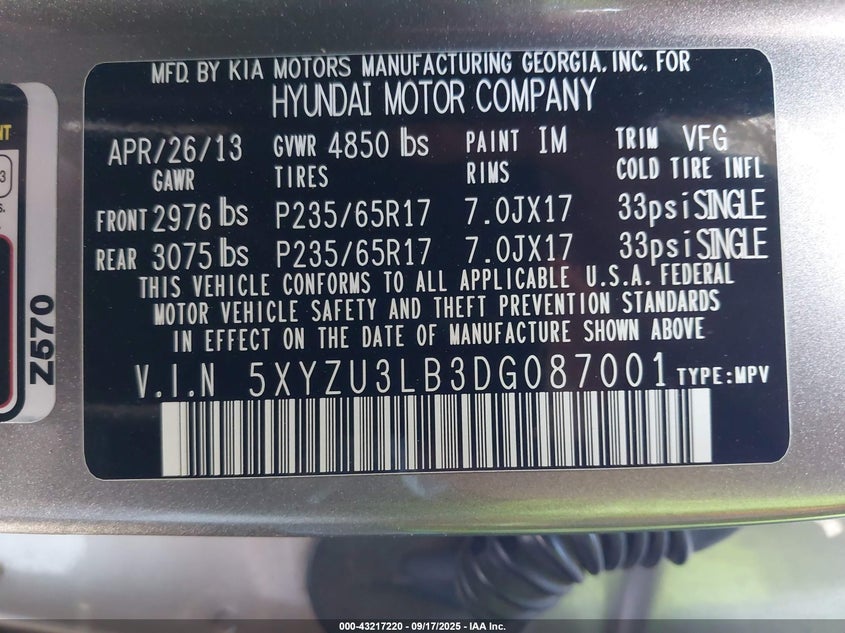 MFD. BY KIA MOTORS MANUFACTURING GEORGIA, INC. FOR
HYUNDAI MOTOR COMPANY
APR/26/13 GVWR 4850 lbs PAINT IM TRIM VFG
GAWR TIRES RIMS COLD TIRE INFL
FRONT 2976 lbs P235/65R17 7.0JX17 33psi SINGLE
REAR 3075 lbs P235/65R17 7.0JX17 33psi SINGLE
THIS VEHICLE CONFORMS TO ALL APPLICABLE U.S.A. FEDERAL
MOTOR VEHICLE SAFETY AND THEFT PREVENTION STANDARDS
IN EFFECT ON THE DATE OF MANUFACTURE SHOWN ABOVE
V.I.N 5XYZU3LB3DG087001 TYPE:MPV
NT
3
s.
Z570
000-43217220 - 09/17/2025 - IAA Inc.